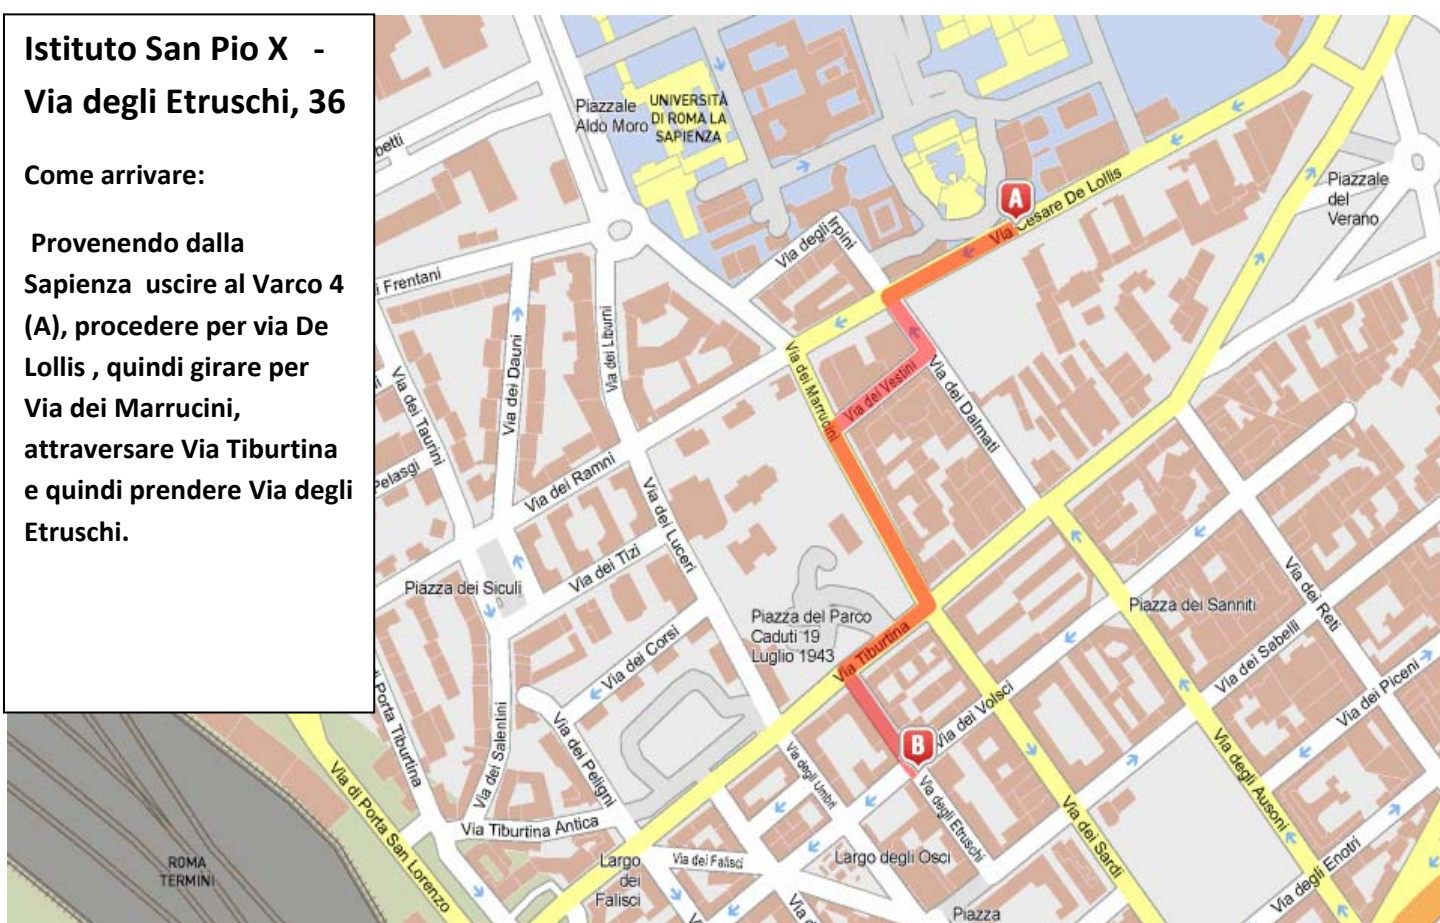 Istituto San Pio X -
Via degli Etruschi, 36
Come arrivare:
Provenendo dalla
Sapienza uscire al Varco 4
(A), procedere per via De
Lollis , quindi girare per
Via dei Marrucini,
attraversare Via Tiburtina
e quindi prendere Via degli
Etruschi.
betti
Piazzale
Aldo Moro
UNIVERSITÀ
DI ROMA LA
SAPIENZA
A
Via Cesare De Lollis
Piazzale
del
Verano
Via degli Irpini
i Frentani
Via dei Liburni
Via dei Dauni
Via dei Taurini
Via dei Marrucini
Via dei Vestini
Via dei Dalmati
Pelasgi
Via dei Ramni
Via dei Luceri
Via dei Tizi
Piazza dei Siculi
Piazza del Parco
Caduti 19
Luglio 1943
Via Tiburtina
Piazza dei Sanniti
Via dei Reti
Via dei Sabelli
Via dei Piceni
Via dei Corsi
Via dei Volsci
B
di Porta Tiburtina
Via dei Salentini
Via dei Peligni
Via degli Umbri
Via degli Etruschi
Via degli Ausoni
Via dei Sardi
Via di Porta San Lorenzo
Via Tiburtina Antica
ROMA
TERMINI
Largo
dei
Falisci
Via dei Falisci
Largo degli Osci
Via degli Enotri
Via d
Piazza